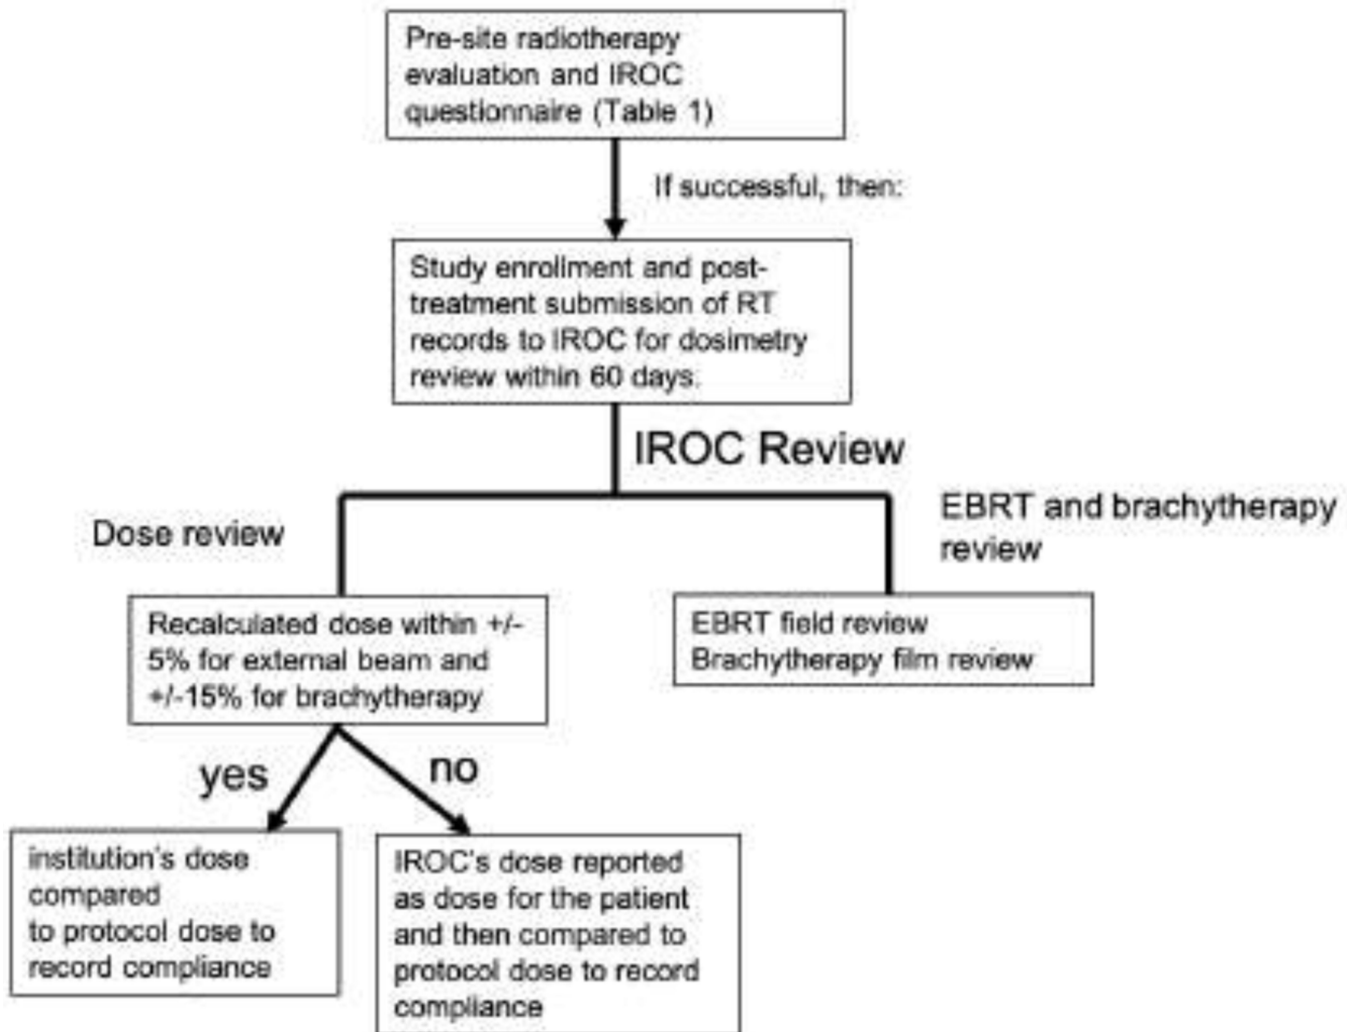 Pre-site radiotherapy
evaluation and IROC
questionnaire (Table 1)
If successful, then:
Study enrollment and post-
treatment submission of RT
records to IROC for dosimetry
review within 60 days.
IROC Review
Dose review
EBRT and brachytherapy
review
Recalculated dose within +/-
5% for external beam and
+/-15% for brachytherapy
EBRT field review
Brachytherapy film review
yes
no
institution's dose
compared
to protocol dose to
record compliance
IROC's dose reported
as dose for the patient
and then compared to
protocol dose to record
compliance